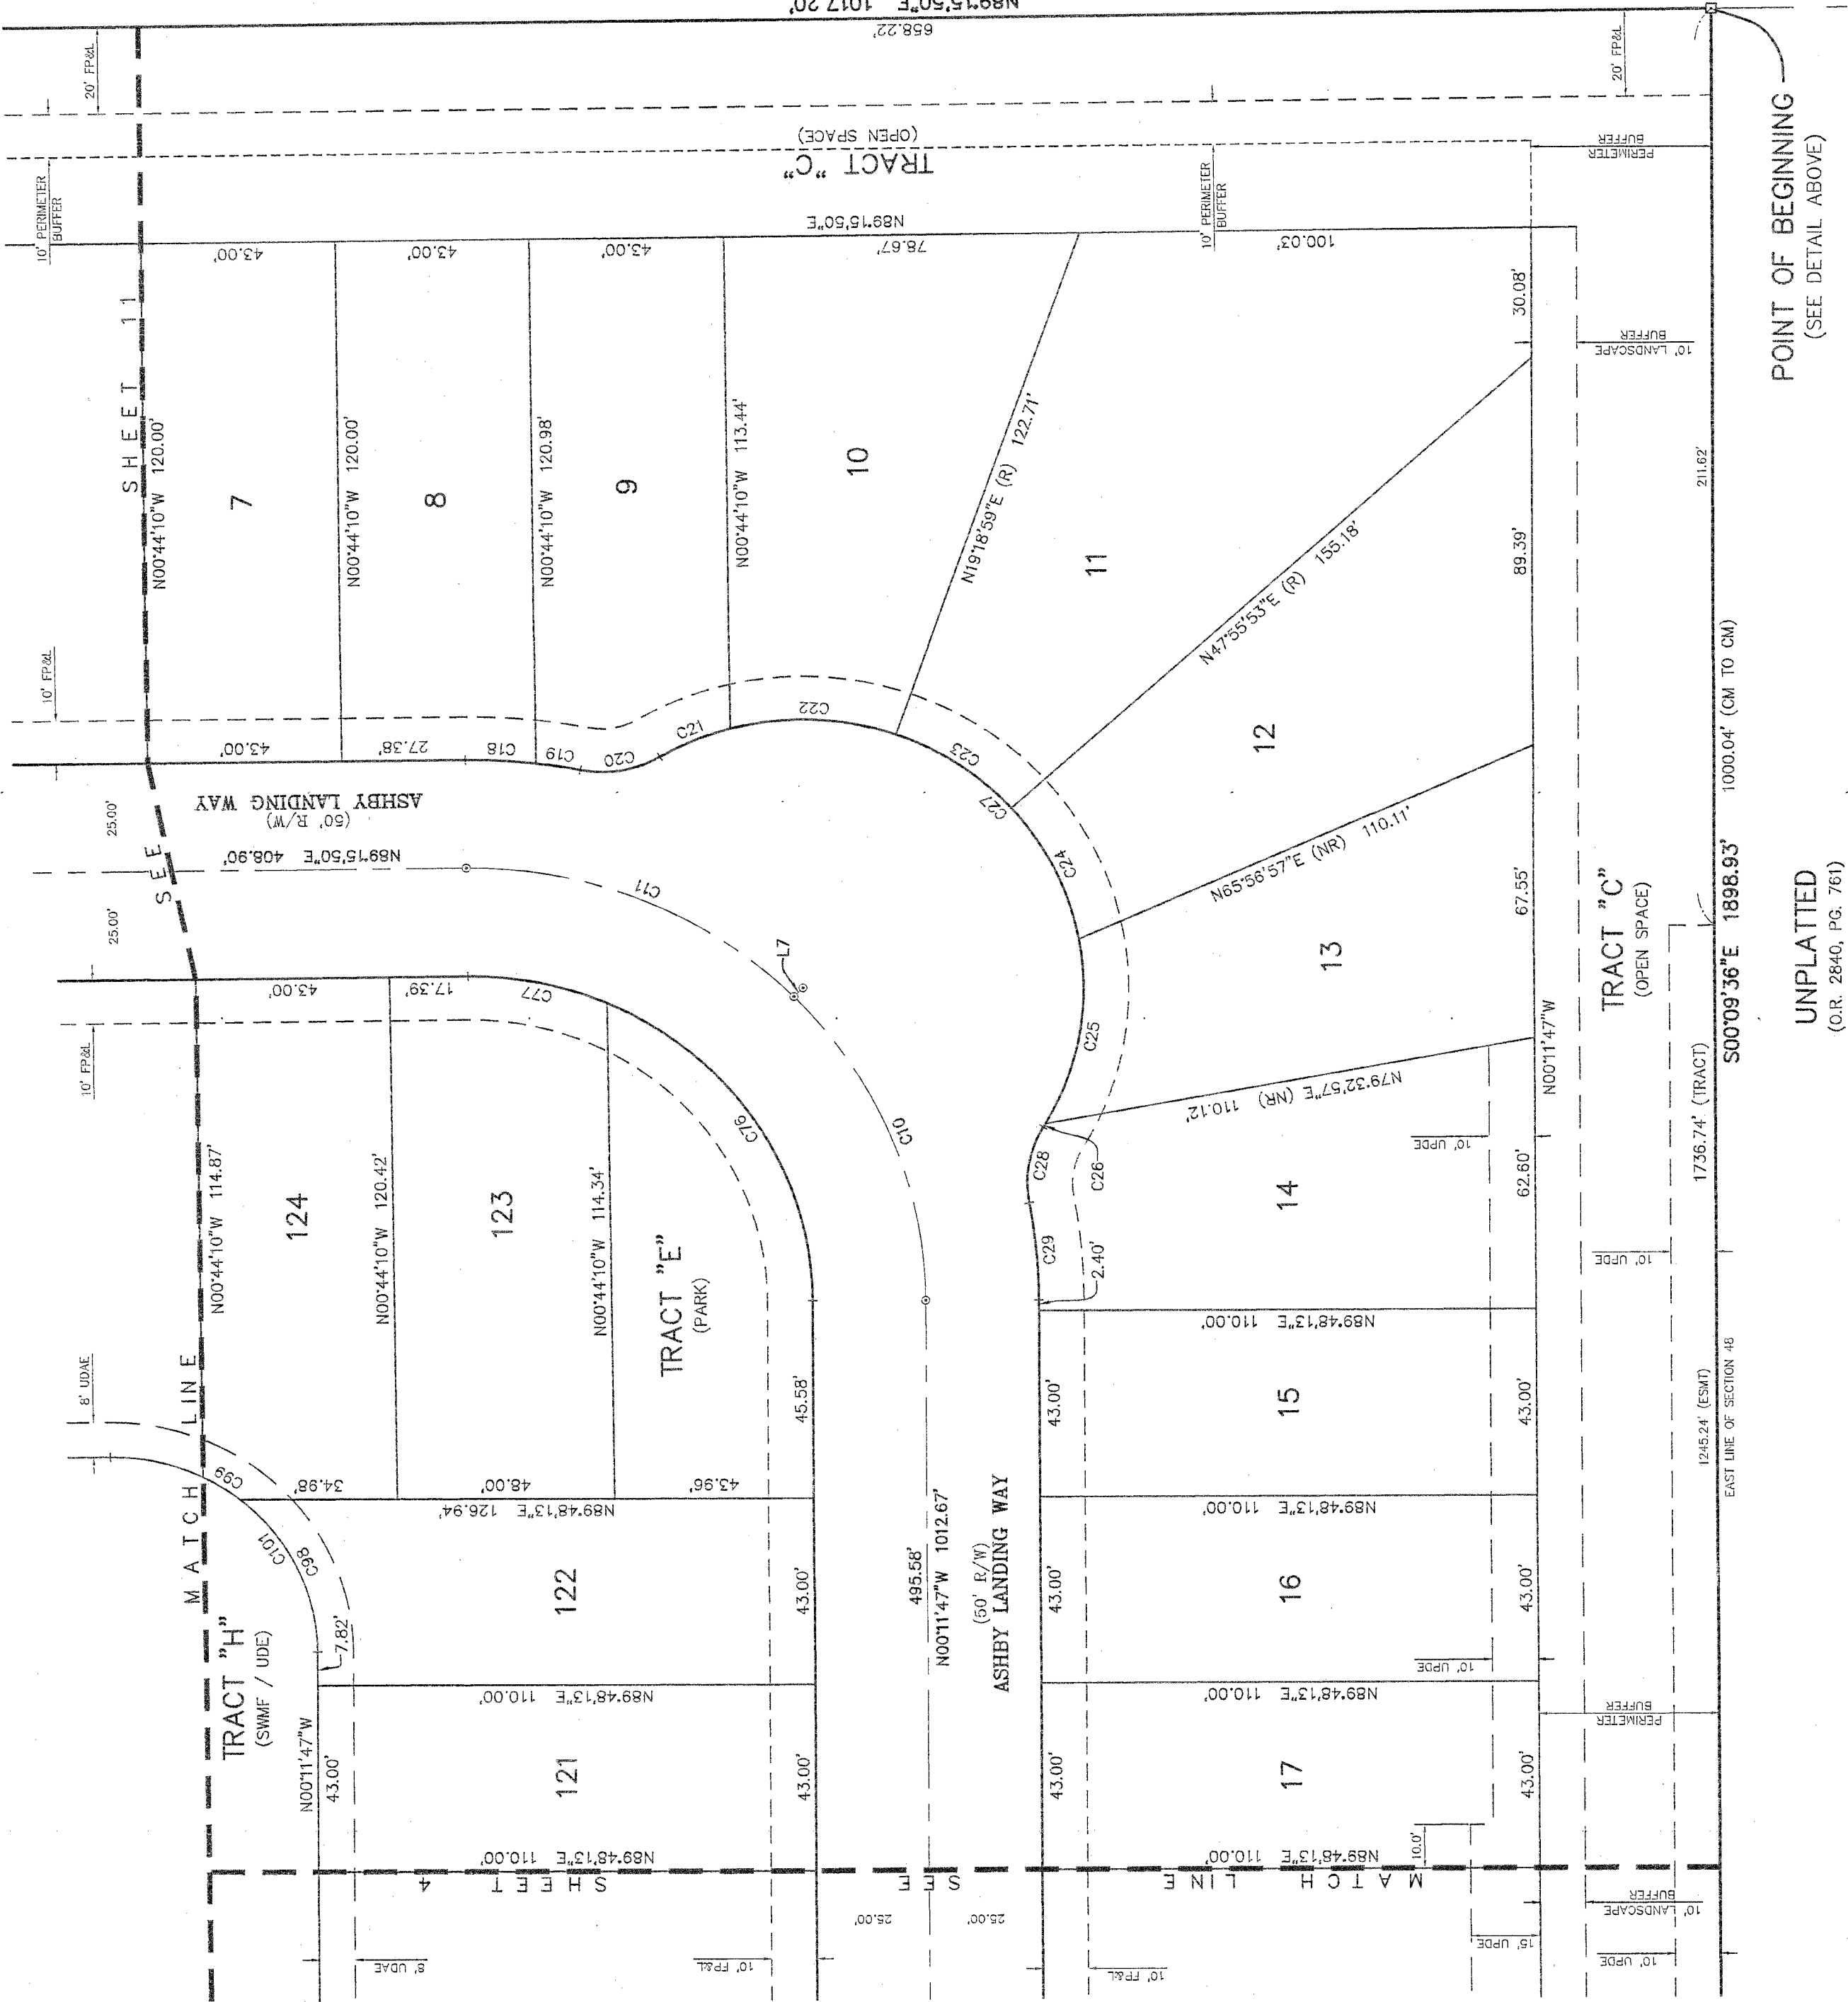 N89°15'50"E 1017.20'
658.22'
20' FP&L
20' FP&L
10' PERIMETER
BUFFER
TRACT "C"
(OPEN SPACE)
10' PERIMETER
BUFFER
PERIMETER
BUFFER
N89°15'50"E
43.00'
43.00'
43.00'
78.67'
100.03'
30.08'
SEE SHEET 11
N00°44'10"W 120.00'
7
N00°44'10"W 120.00'
8
N00°44'10"W 120.98'
9
N00°44'10"W 113.44'
10
N19°18'59"E (R) 122.71'
11
N47°55'53"E (R) 155.18'
12
N65°56'57"E (NR) 110.11'
13
N79°32'57"E (NR) 110.12'
14
10' LANDSCAPE
BUFFER
89.39'
67.55'
62.60'
N00°11'47"W
10' FP&L
43.00'
27.38'
C18
C19
C20
C21
C22
C23
C27
C24
C25
C26
C28
C29
2.40'
ASHBY LANDING WAY
(50' R/W)
N89°15'50"E 408.90'
25.00'
25.00'
C11
L7
C10
10' FP&L
43.00'
17.39'
C77
C76
N00°44'10"W 114.87'
124
N00°44'10"W 120.42'
123
N00°44'10"W 114.34'
TRACT "E"
(PARK)
45.58'
8' UDAE
MATCH LINE
C99
C101
C98
34.98'
48.00'
43.96'
N89°48'13"E 126.94'
TRACT "H"
(SWMF / UDE)
7.82'
122
43.00'
N89°48'13"E 110.00'
N00°11'47"W
43.00'
121
43.00'
N89°48'13"E 110.00'
495.58'
N00°11'47"W 1012.67'
(50' R/W)
ASHBY LANDING WAY
N89°48'13"E 110.00'
43.00'
15
43.00'
N89°48'13"E 110.00'
43.00'
16
43.00'
N89°48'13"E 110.00'
43.00'
17
43.00'
N89°48'13"E 110.00'
10' UPDE
10' UPDE
10' UPDE
10.0'
MATCH LINE SEE SHEET 4
25.00'
25.00'
8' UDAE
10' FP&L
10' FP&L
15' UPDE
10' UPDE
10' LANDSCAPE
BUFFER
PERIMETER
BUFFER
TRACT "C"
(OPEN SPACE)
211.62'
1000.04' (CM TO CM)
S00°09'36"E 1898.93'
1736.74' (TRACT)
1245.24' (ESMT)
EAST LINE OF SECTION 48
UNPLATTED
(O.R. 2840, PG. 761)
POINT OF BEGINNING
(SEE DETAIL ABOVE)